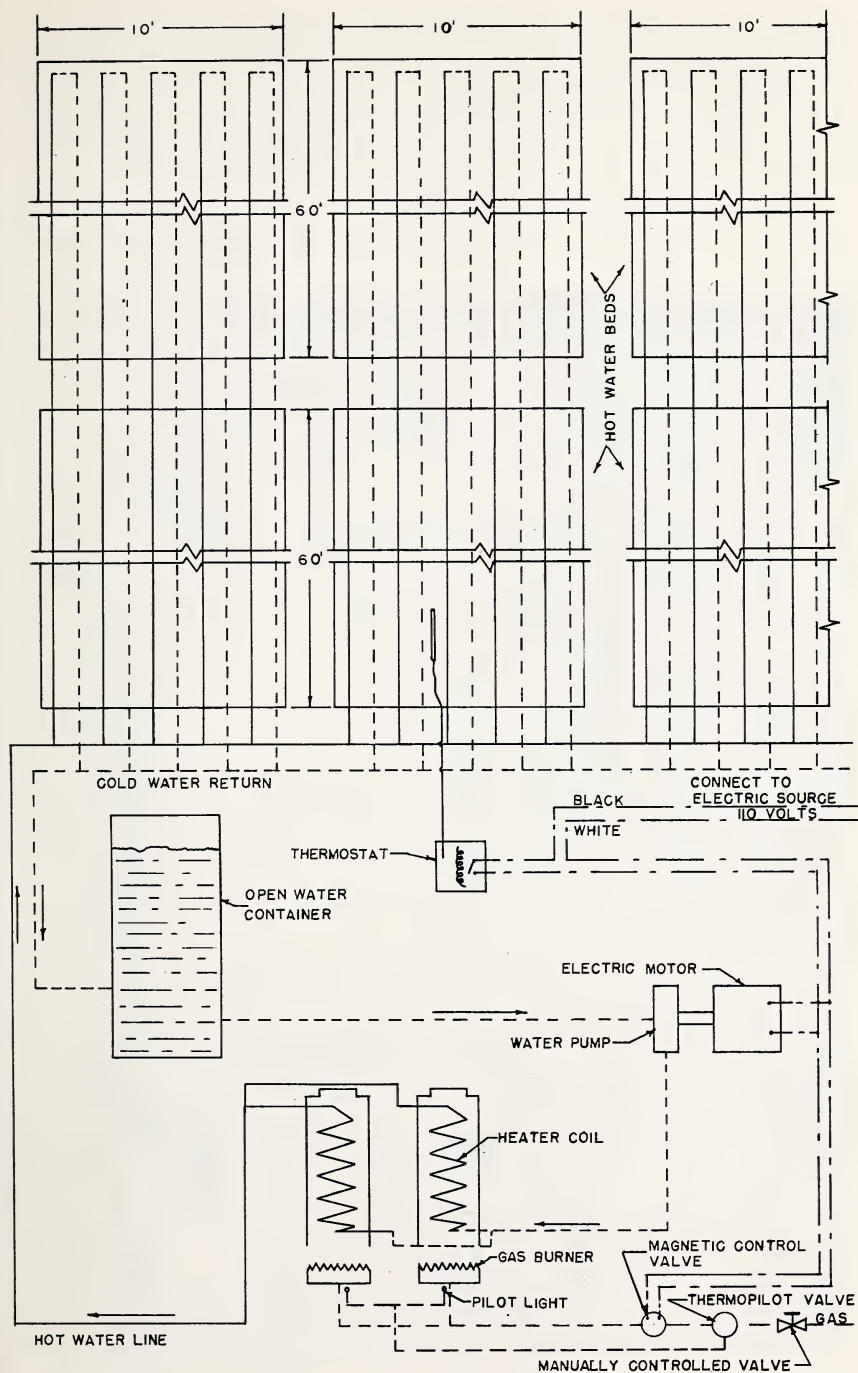 10'
10'
10'
60'
HOT WATER BEDS
60'
COLD WATER RETURN
CONNECT TO
ELECTRIC SOURCE
110 VOLTS
BLACK
WHITE
THERMOSTAT
OPEN WATER
CONTAINER
ELECTRIC MOTOR
WATER PUMP
HEATER COIL
GAS BURNER
MAGNETIC CONTROL
VALVE
PILOT LIGHT
THERMOPILOT VALVE
GAS
HOT WATER LINE
MANUALLY CONTROLLED VALVE